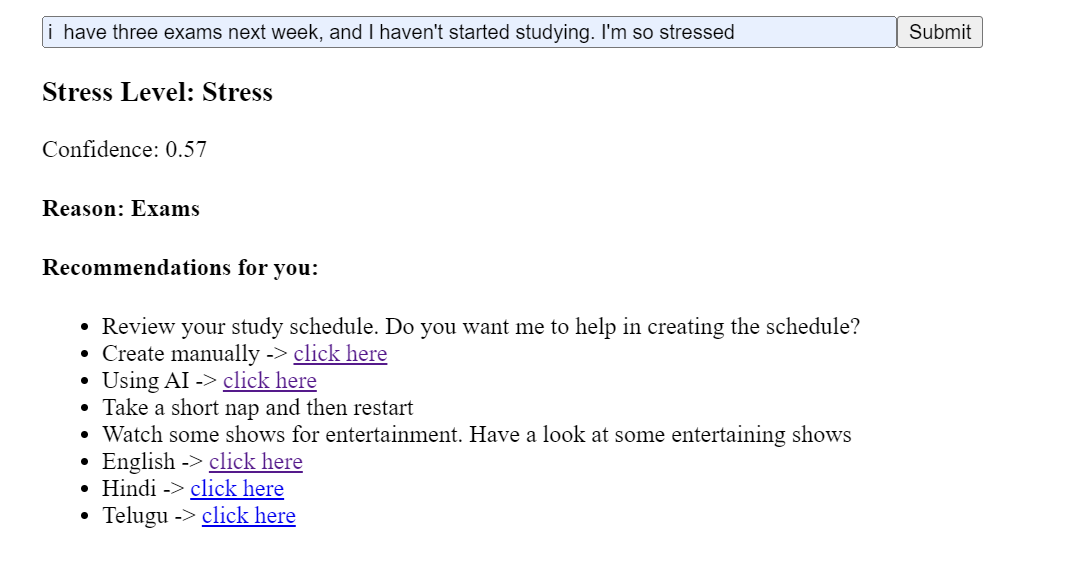 i  have three exams next week, and I haven't started studying. I'm so stressed Submit
Stress Level: Stress
Confidence: 0.57
Reason: Exams
Recommendations for you:
• Review your study schedule. Do you want me to help in creating the schedule?
• Create manually -> click here
• Using AI -> click here
• Take a short nap and then restart
• Watch some shows for entertainment. Have a look at some entertaining shows
• English -> click here
• Hindi -> click here
• Telugu -> click here